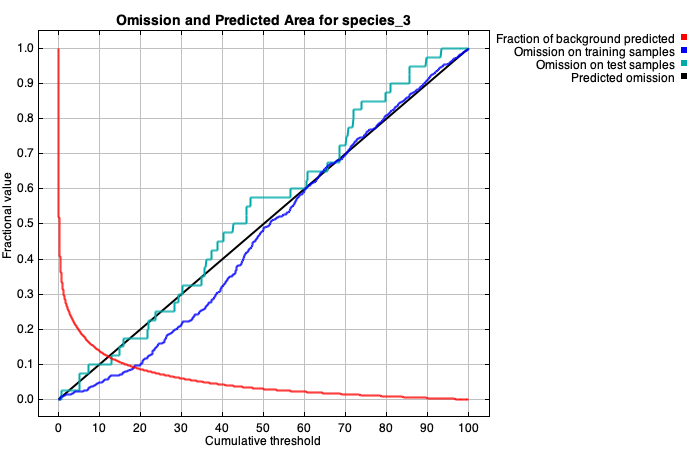 Omission and Predicted Area for species_3
Fraction of background predicted
Omission on training samples
Omission on test samples
Predicted omission
Fractional value
1.0
0.9
0.8
0.7
0.6
0.5
0.4
0.3
0.2
0.1
0.0
0 10 20 30 40 50 60 70 80 90 100
Cumulative threshold